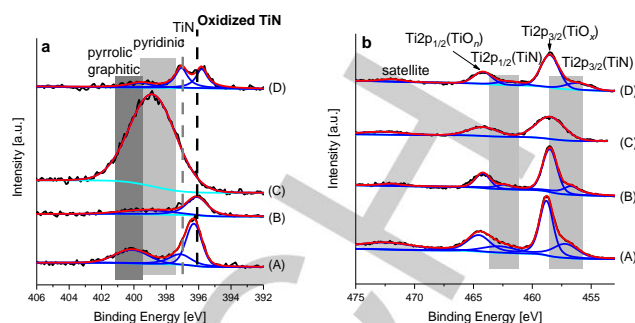 TiN Oxidized TiN
a
pyrrolic pyridinic
graphitic
(D)
(C)
(B)
(A)
Intensity [a.u.]
406 404 402 400 398 396 394 392
Binding Energy [eV]
b
Ti2p3/2(TiOx)
Ti2p1/2(TiOn)
Ti2p1/2(TiN) Ti2p3/2(TiN)
satellite
(D)
(C)
(B)
(A)
Intensity [a.u.]
475 470 465 460 455
Binding Energy [eV]